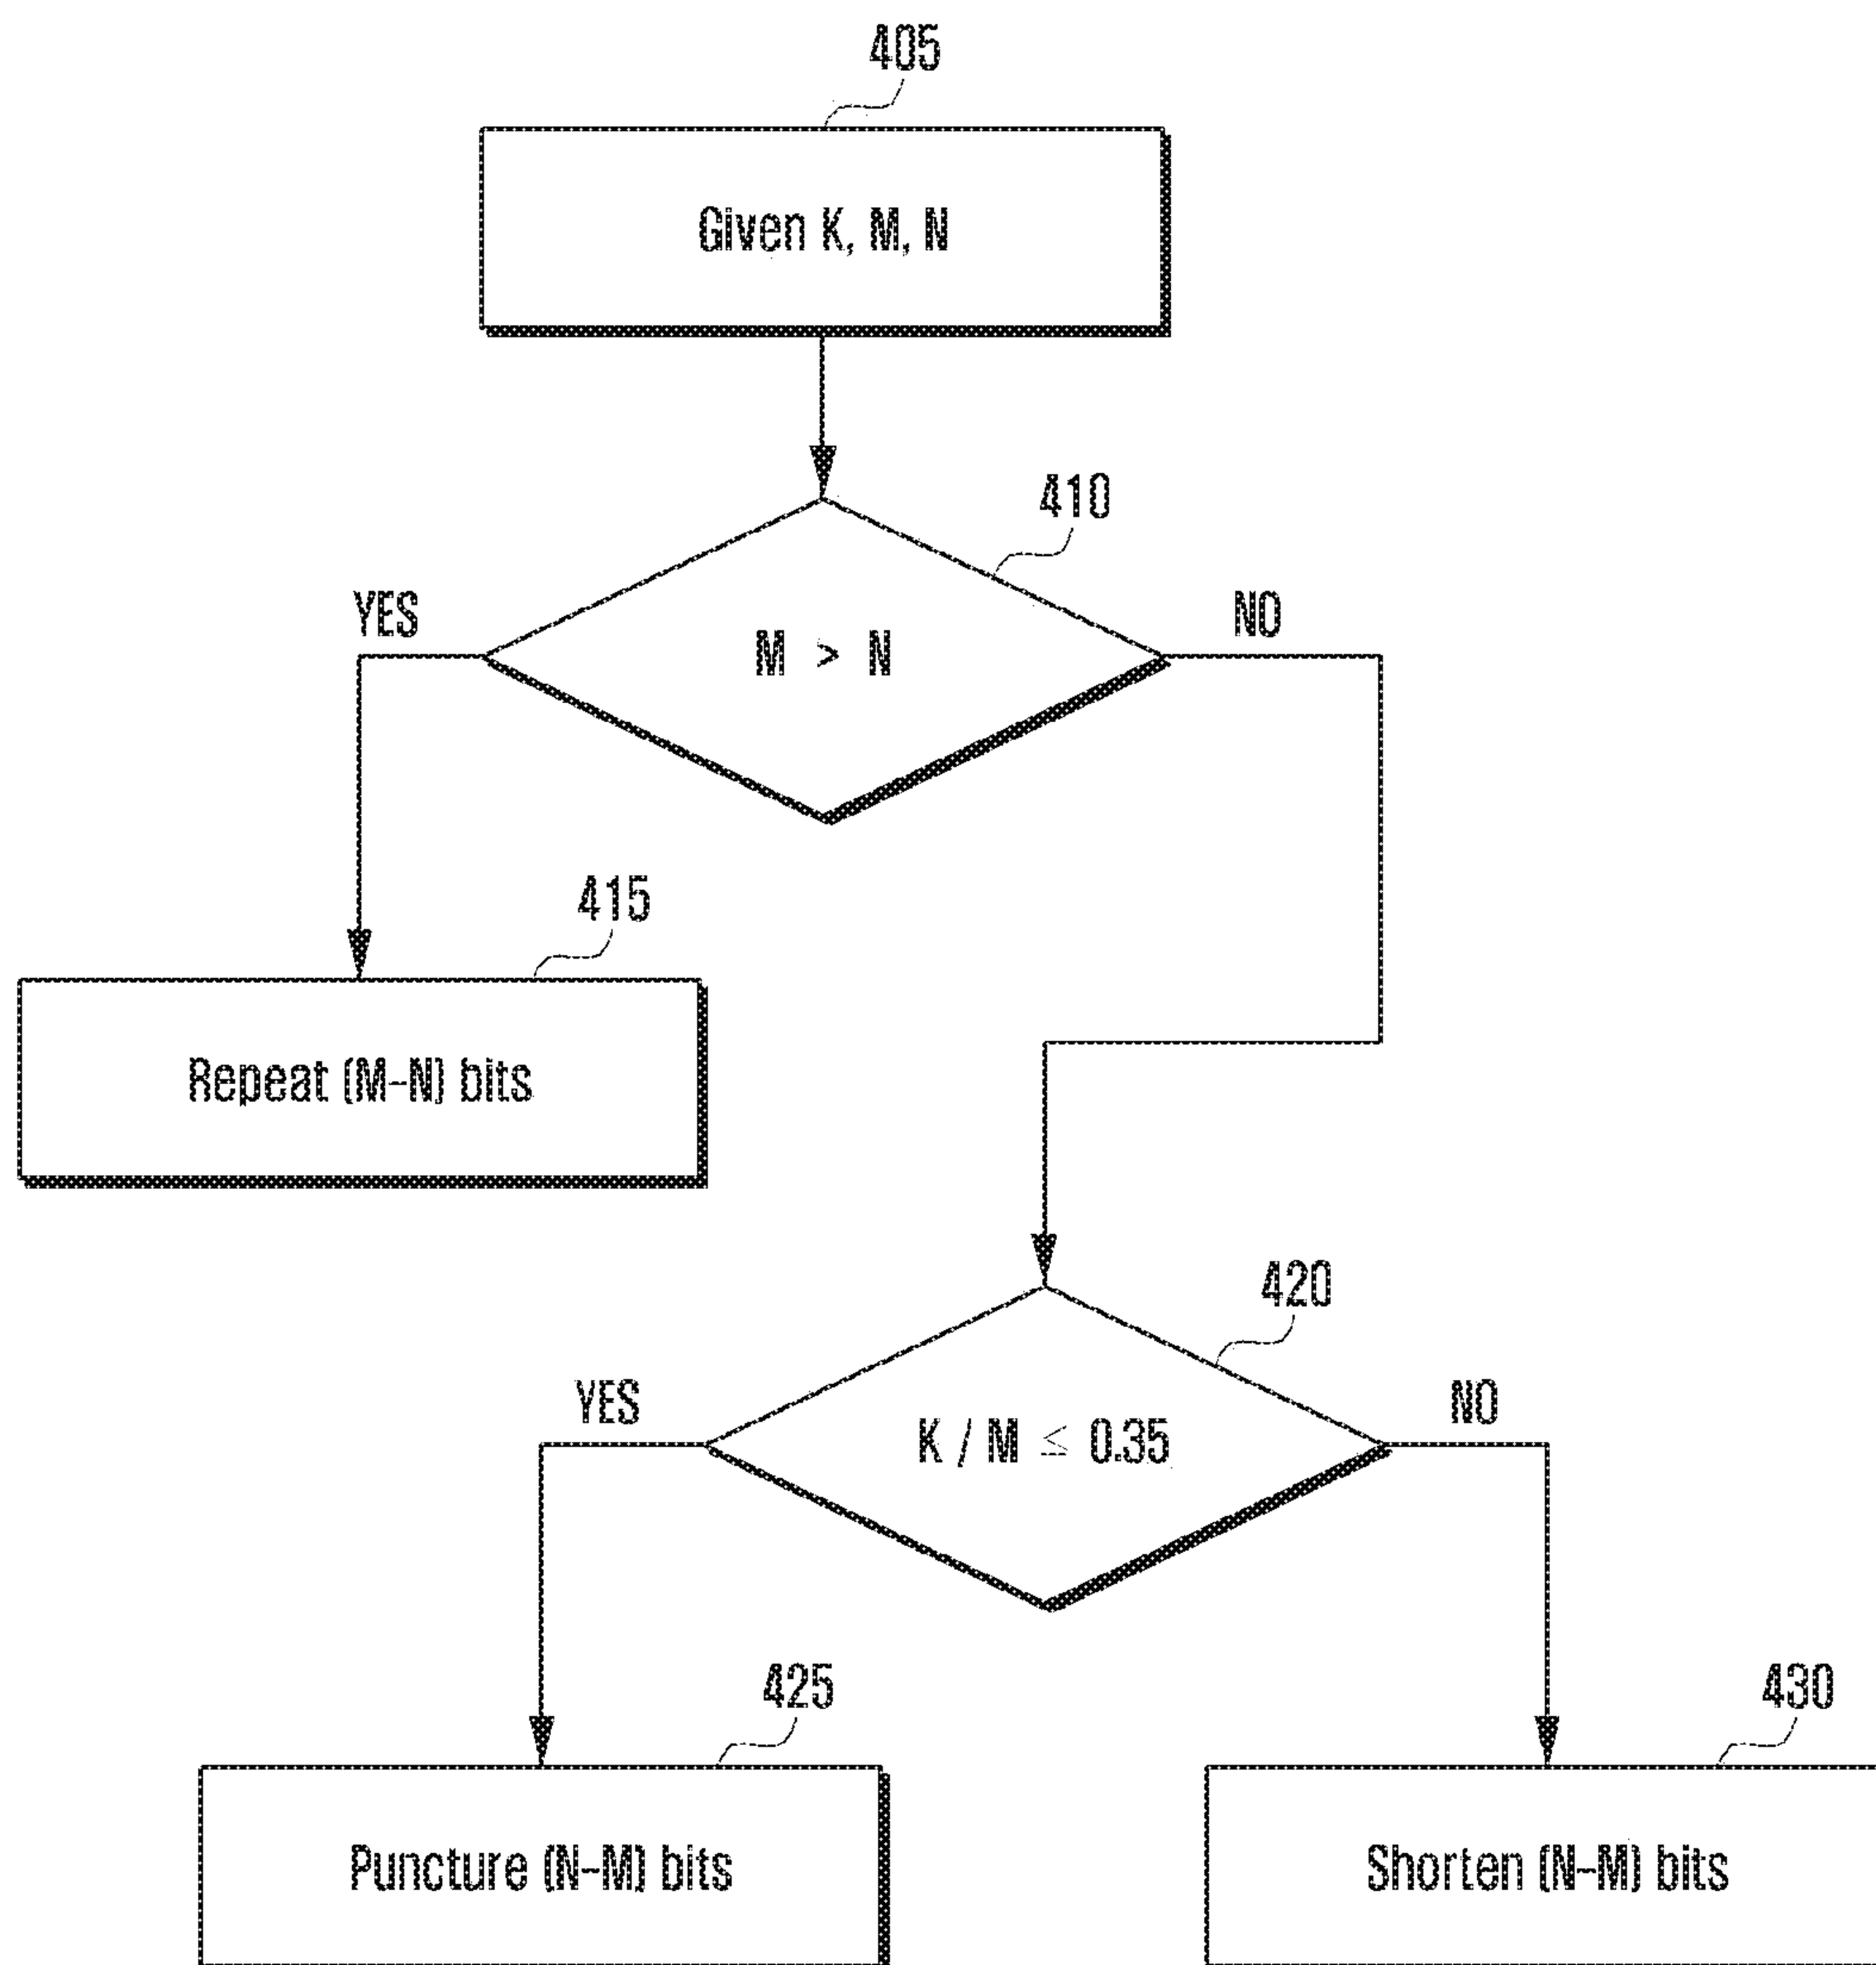 405
Given K, M, N
410
YES
M > N
NO
415
Repeat (M-N) bits
420
YES
K / M ≤ 0.35
NO
425
430
Puncture (N-M) bits
Shorten (N-M) bits